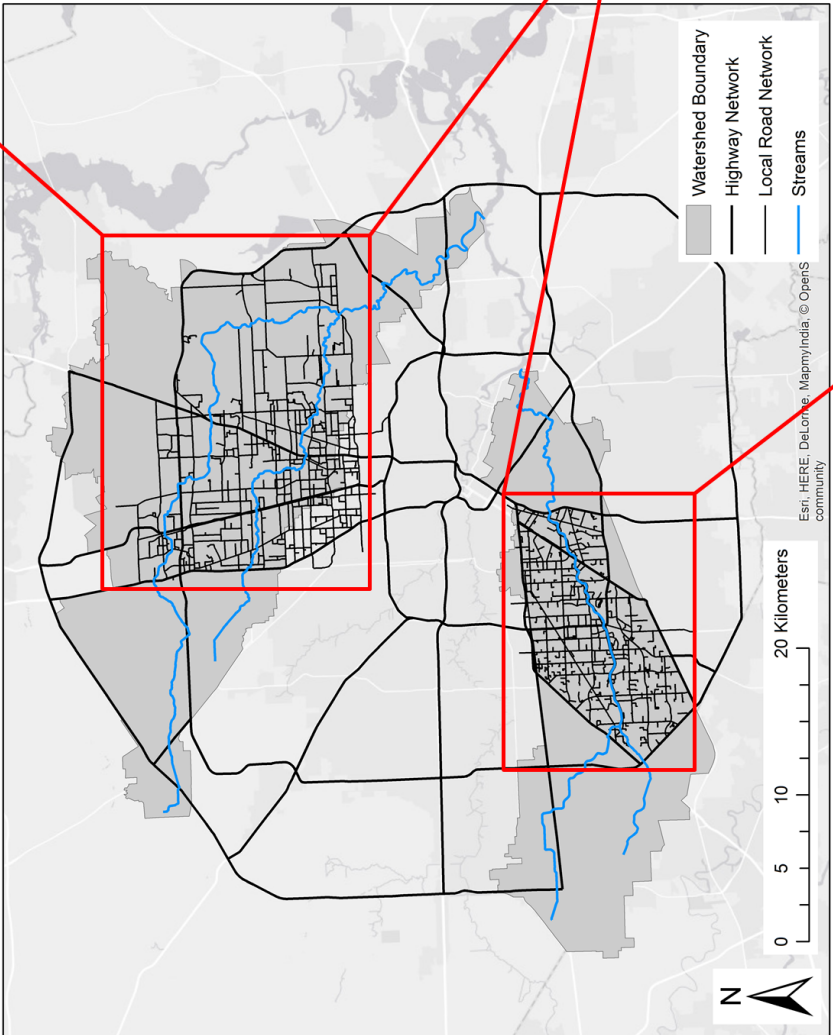 Watershed Boundary
Highway Network
Local Road Network
Streams
Esri, HERE, DeLorme, MapmyIndia, © OpenS
community
0 5 10 20 Kilometers
N